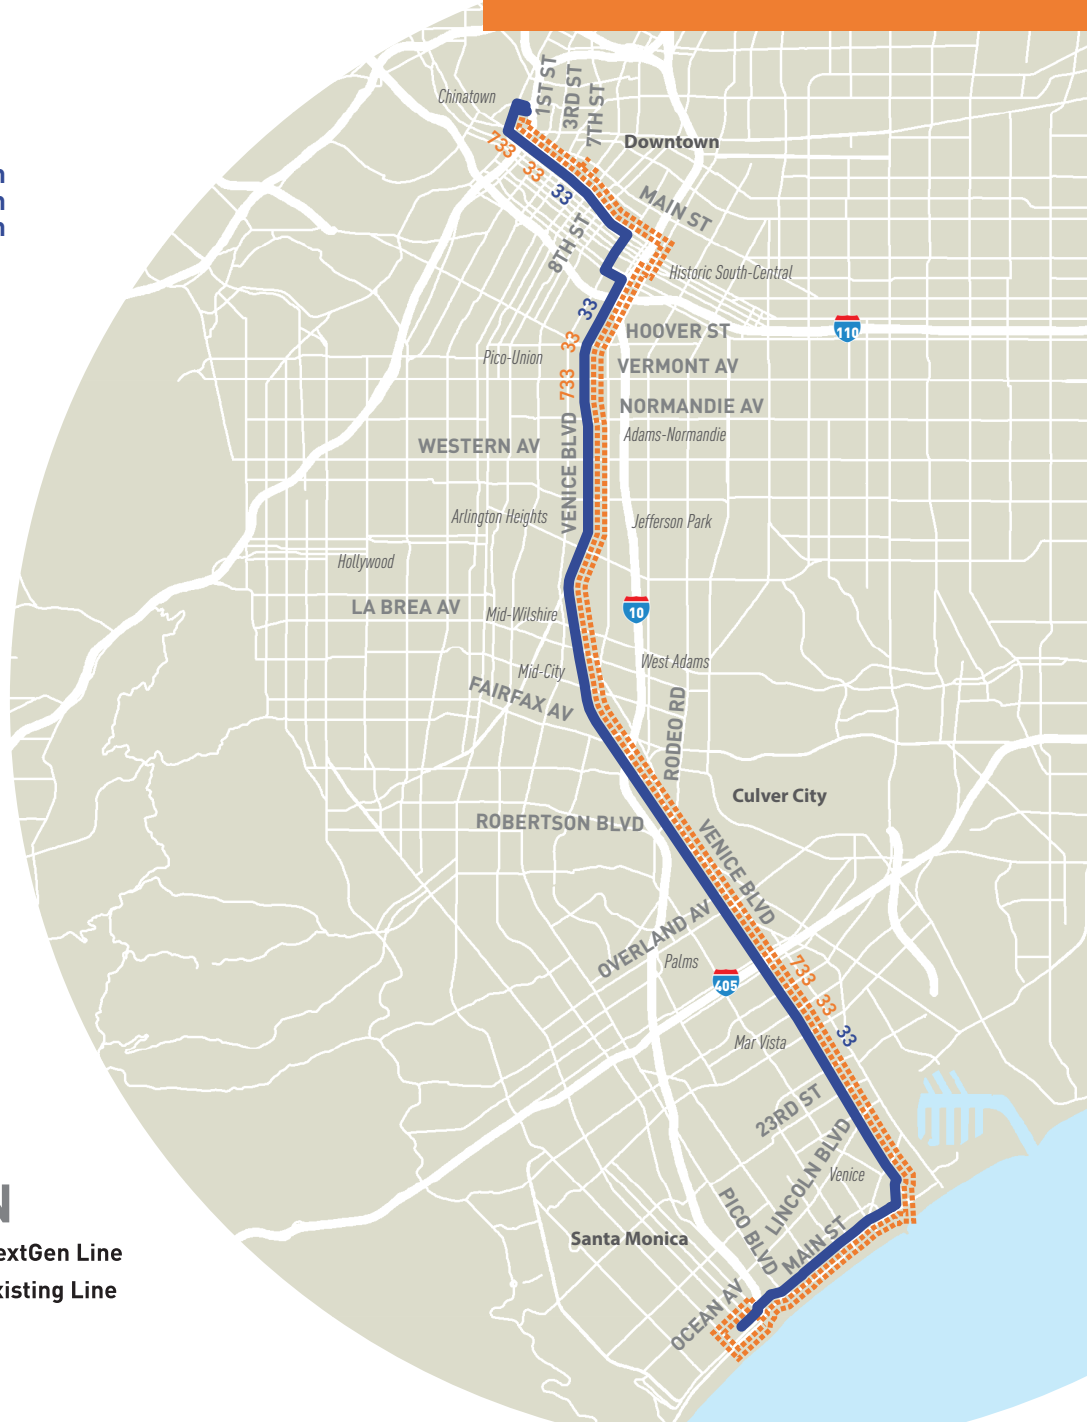 1ST ST
3RD ST
7TH ST
Chinatown
Downtown
733
33
33
MAIN ST
8TH ST
Historic South-Central
33
HOOVER ST
110
33
Pico-Union
VERMONT AV
733
NORMANDIE AV
Adams-Normandie
WESTERN AV
VENICE BLVD
Arlington Heights
Jefferson Park
Hollywood
LA BREA AV
Mid-Wilshire
10
Mid-City
West Adams
FAIRFAX AV
RODEO RD
Culver City
ROBERTSON BLVD
VENICE BLVD
OVERLAND AV
Palms
405
733
33
33
Mar Vista
23RD ST
LINCOLN BLVD
Venice
PICO BLVD
Santa Monica
MAIN ST
OCEAN AV
N
extGen Line
xisting Line